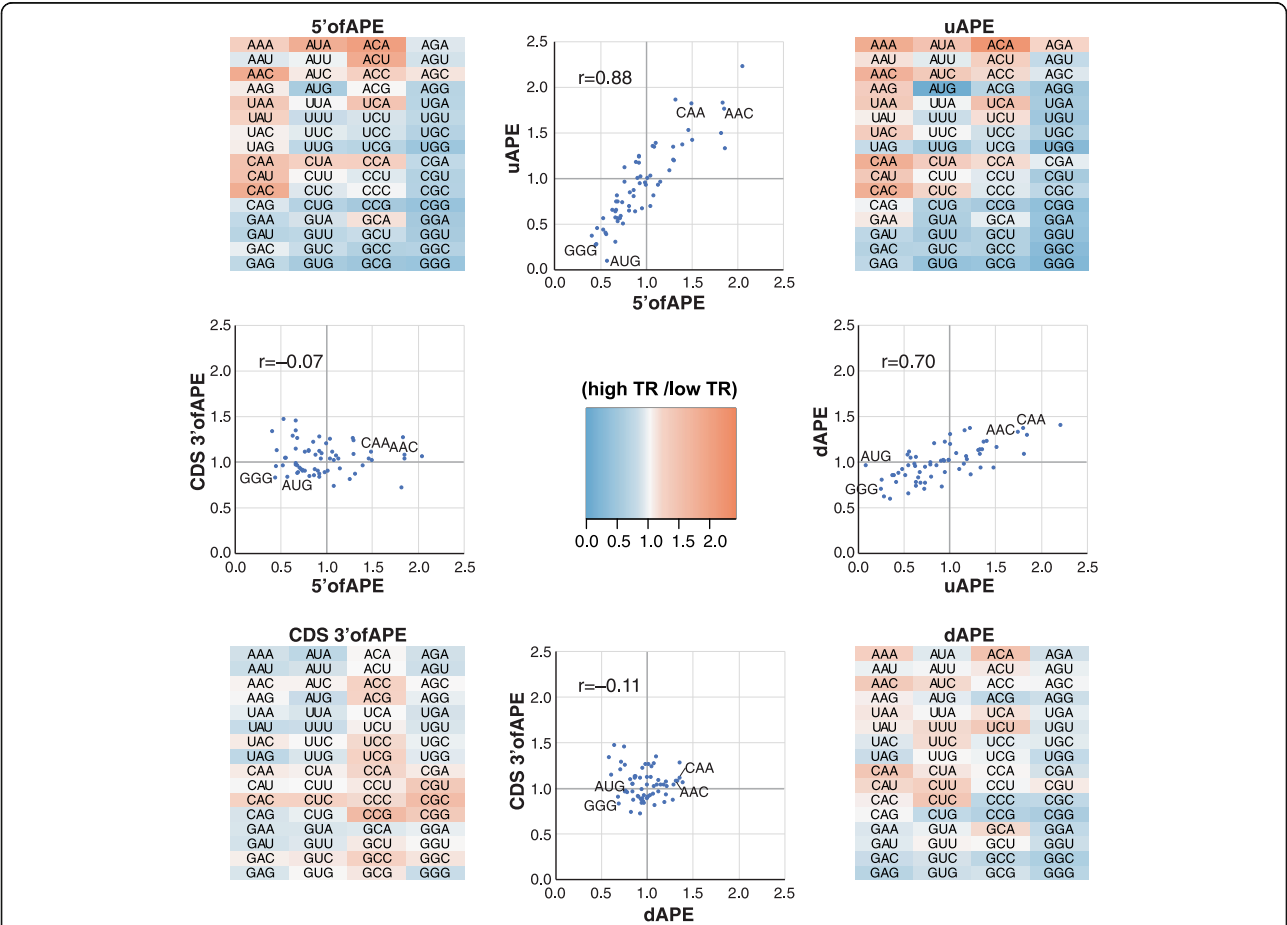 5'ofAPE
AAA AUA ACA AGA
AAU AUU ACU AGU
AAC AUC ACC AGC
AAG AUG ACG AGG
UAA UUA UCA UGA
UAU UUU UCU UGU
UAC UUC UCC UGC
UAG UUG UCG UGG
CAA CUA CCA CGA
CAU CUU CCU CGU
CAC CUC CCC CGC
CAG CUG CCG CGG
GAA GUA GCA GGA
GAU GUU GCU GGU
GAC GUC GCC GGC
GAG GUG GCG GGG
uAPE
2.5
2.0
1.5
1.0
0.5
0.0
r=0.88
CAA
AAC
GGG
AUG
0.0 0.5 1.0 1.5 2.0 2.5
5'ofAPE
uAPE
AAA AUA ACA AGA
AAU AUU ACU AGU
AAC AUC ACC AGC
AAG AUG ACG AGG
UAA UUA UCA UGA
UAU UUU UCU UGU
UAC UUC UCC UGC
UAG UUG UCG UGG
CAA CUA CCA CGA
CAU CUU CCU CGU
CAC CUC CCC CGC
CAG CUG CCG CGG
GAA GUA GCA GGA
GAU GUU GCU GGU
GAC GUC GCC GGC
GAG GUG GCG GGG
CDS 3'ofAPE
2.5
2.0
1.5
1.0
0.5
0.0
r=–0.07
CAA
AAC
GGG
AUG
0.0 0.5 1.0 1.5 2.0 2.5
5'ofAPE
(high TR /low TR)
0.0 0.5 1.0 1.5 2.0
dAPE
2.5
2.0
1.5
1.0
0.5
0.0
r=0.70
CAA
AAC
AUG
GGG
0.0 0.5 1.0 1.5 2.0 2.5
uAPE
CDS 3'ofAPE
AAA AUA ACA AGA
AAU AUU ACU AGU
AAC AUC ACC AGC
AAG AUG ACG AGG
UAA UUA UCA UGA
UAU UUU UCU UGU
UAC UUC UCC UGC
UAG UUG UCG UGG
CAA CUA CCA CGA
CAU CUU CCU CGU
CAC CUC CCC CGC
CAG CUG CCG CGG
GAA GUA GCA GGA
GAU GUU GCU GGU
GAC GUC GCC GGC
GAG GUG GCG GGG
CDS 3'ofAPE
2.5
2.0
1.5
1.0
0.5
0.0
r=–0.11
CAA
AUG
AAC
GGG
0.0 0.5 1.0 1.5 2.0 2.5
dAPE
dAPE
AAA AUA ACA AGA
AAU AUU ACU AGU
AAC AUC ACC AGC
AAG AUG ACG AGG
UAA UUA UCA UGA
UAU UUU UCU UGU
UAC UUC UCC UGC
UAG UUG UCG UGG
CAA CUA CCA CGA
CAU CUU CCU CGU
CAC CUC CCC CGC
CAG CUG CCG CGG
GAA GUA GCA GGA
GAU GUU GCU GGU
GAC GUC GCC GGC
GAG GUG GCG GGG